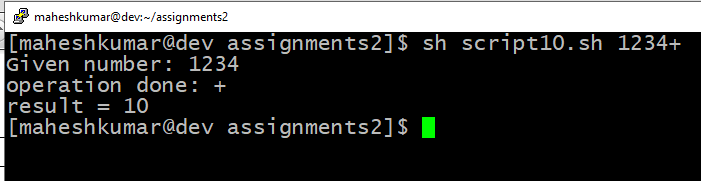 maheshkumar@dev:~/assignments2
[maheshkumar@dev assignments2]$ sh script10.sh 1234+
Given number: 1234
operation done: +
result = 10
[maheshkumar@dev assignments2]$